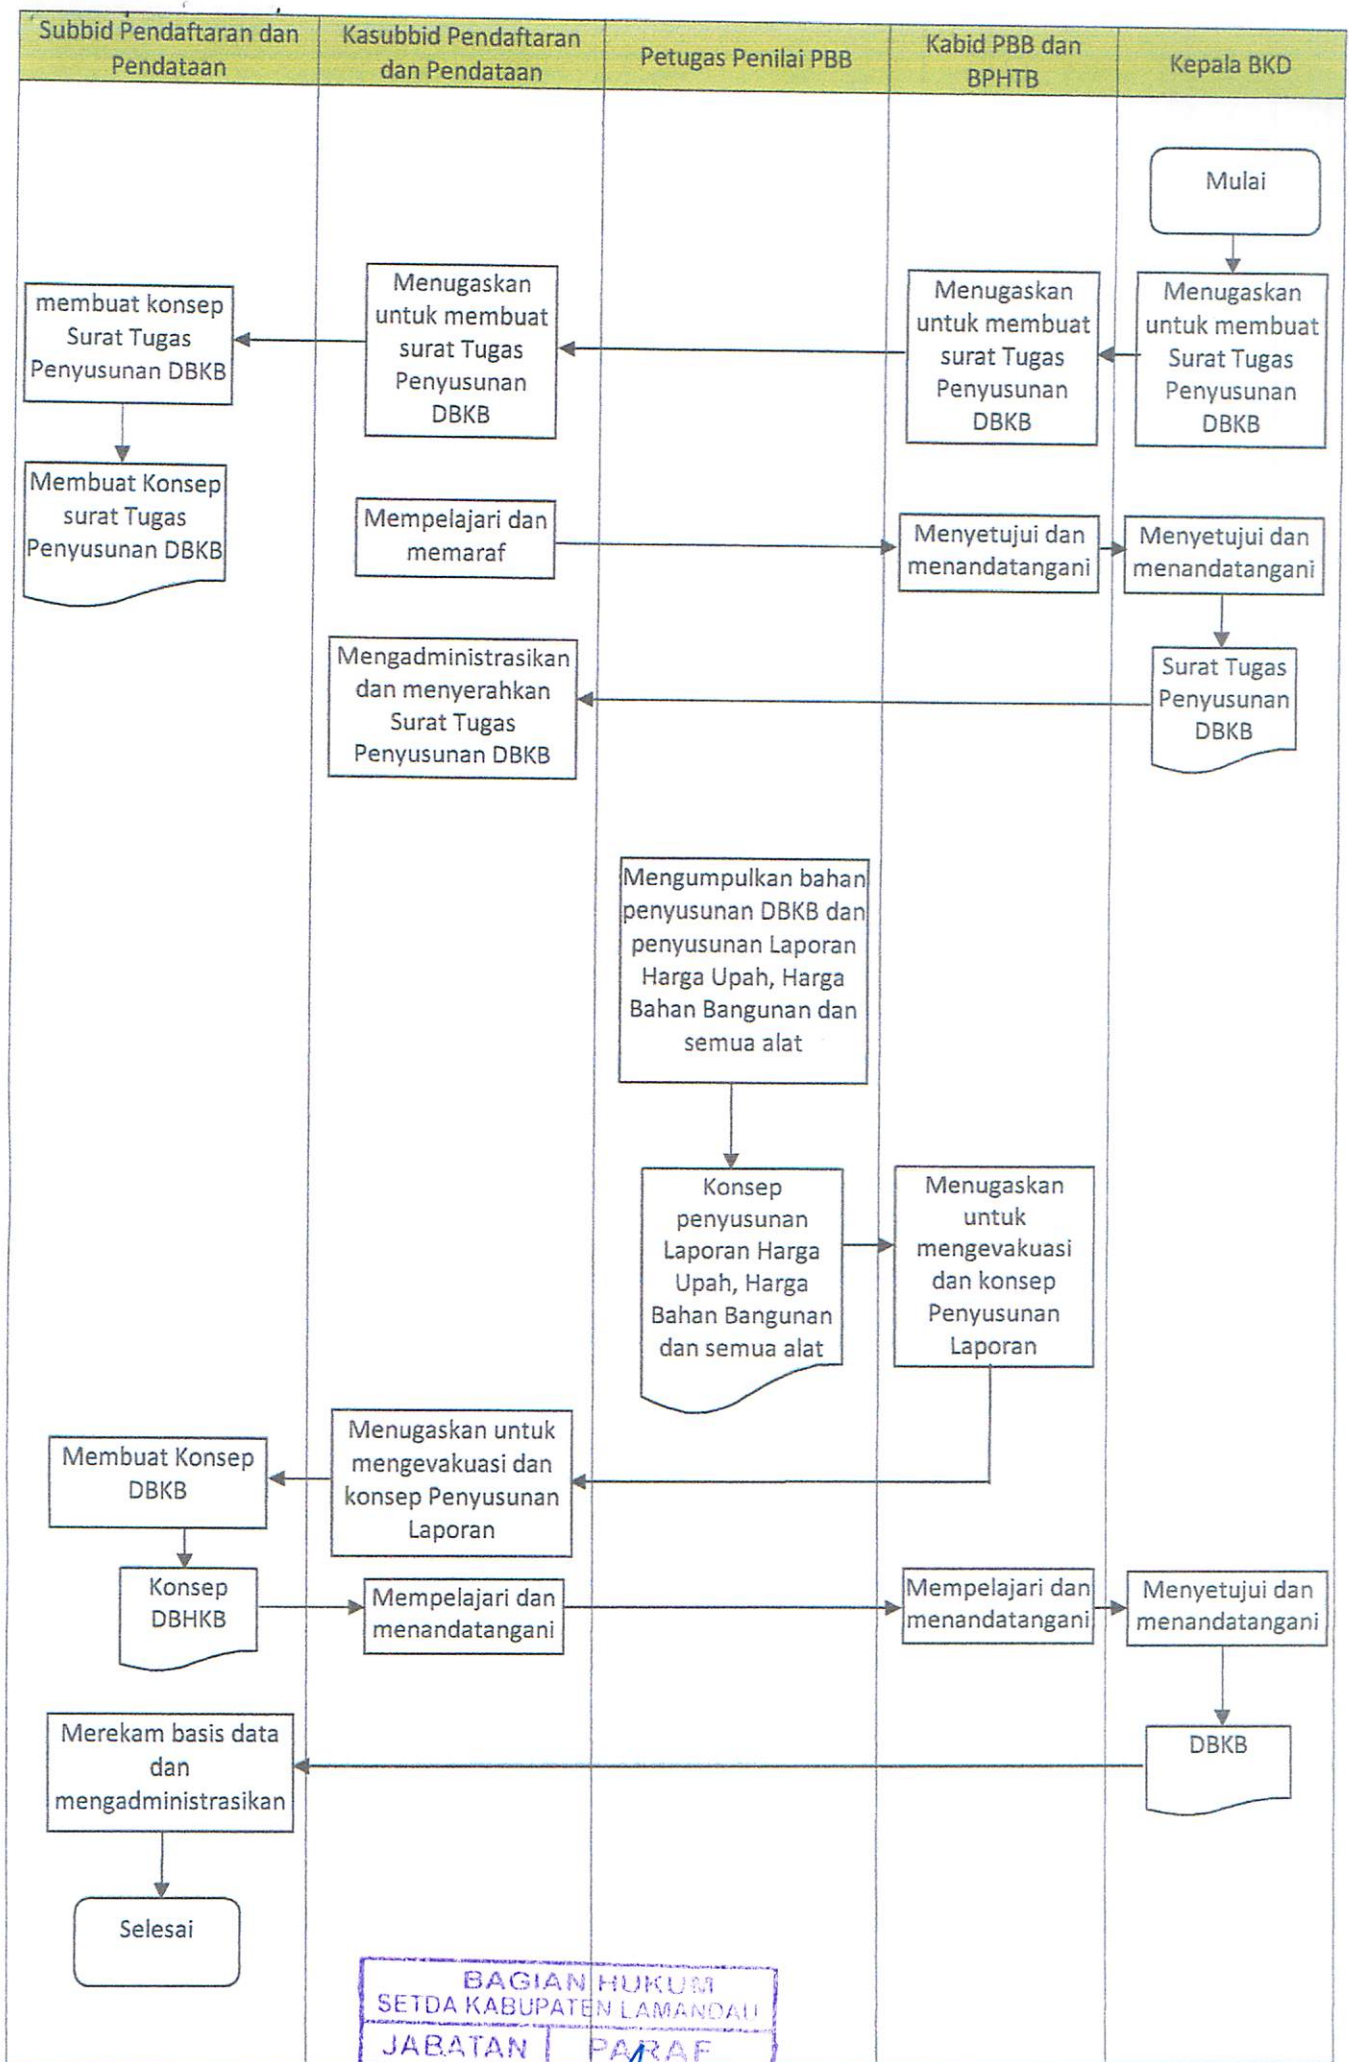 Subbid Pendaftaran dan
Pendataan
Kasubbid Pendaftaran
dan Pendataan
Petugas Penilai PBB
Kabid PBB dan
BPHTB
Kepala BKD
Mulai
membuat konsep
Surat Tugas
Penyusunan DBKB
Menugaskan
untuk membuat
surat Tugas
Penyusunan
DBKB
Menugaskan
untuk membuat
surat Tugas
Penyusunan
DBKB
Menugaskan
untuk membuat
Surat Tugas
Penyusunan
DBKB
Membuat Konsep
surat Tugas
Penyusunan DBKB
Mempelajari dan
memaraf
Menyetujui dan
menandatangani
Menyetujui dan
menandatangani
Mengadministrasikan
dan menyerahkan
Surat Tugas
Penyusunan DBKB
Surat Tugas
Penyusunan
DBKB
Mengumpulkan bahan
penyusunan DBKB dan
penyusunan Laporan
Harga Upah, Harga
Bahan Bangunan dan
semua alat
Konsep
penyusunan
Laporan Harga
Upah, Harga
Bahan Bangunan
dan semua alat
Menugaskan
untuk
mengevakuasi
dan konsep
Penyusunan
Laporan
Membuat Konsep
DBKB
Menugaskan untuk
mengevakuasi dan
konsep Penyusunan
Laporan
Konsep
DBHKB
Mempelajari dan
menandatangani
Mempelajari dan
menandatangani
Menyetujui dan
menandatangani
Merekam basis data
dan
mengadministrasikan
DBKB
Selesai
BAGIAN HUKUM
SETDA KABUPATEN LAMANDAU
JABATAN
PARAF